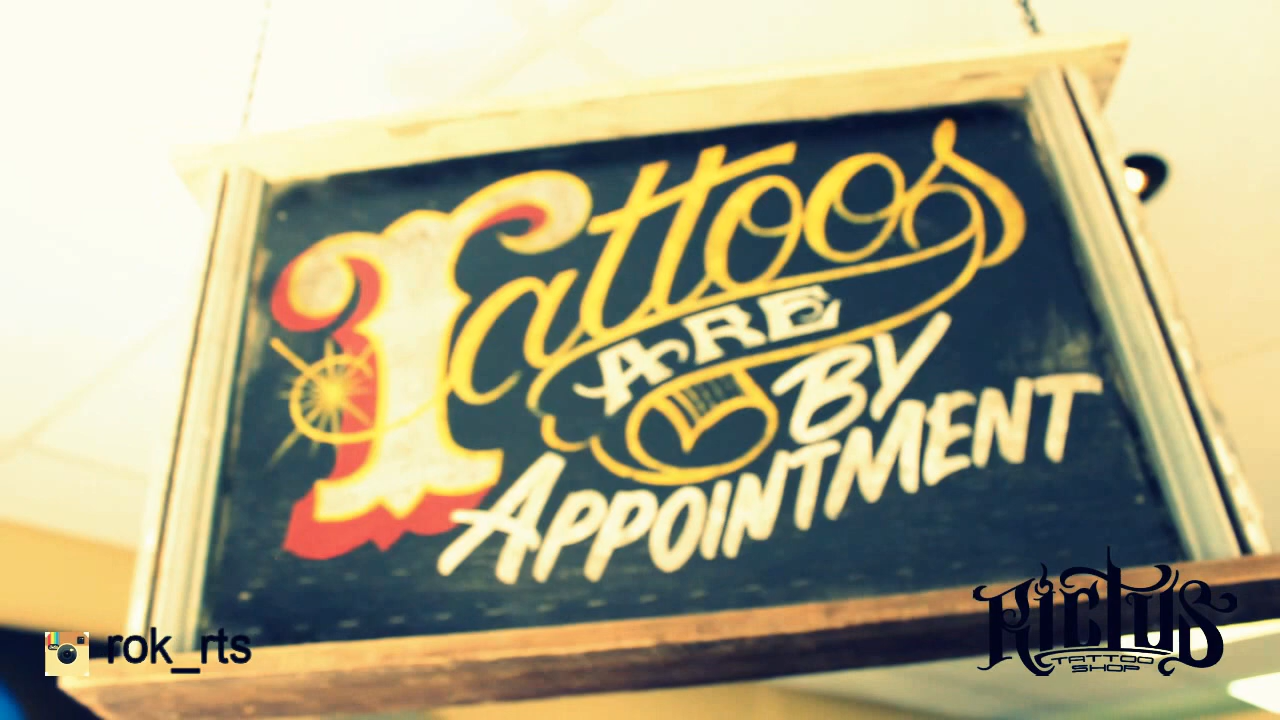 Tattoos
ARE
BY
APPOINTMENT
rok_rts
Rictus
TATTOO
SHOP